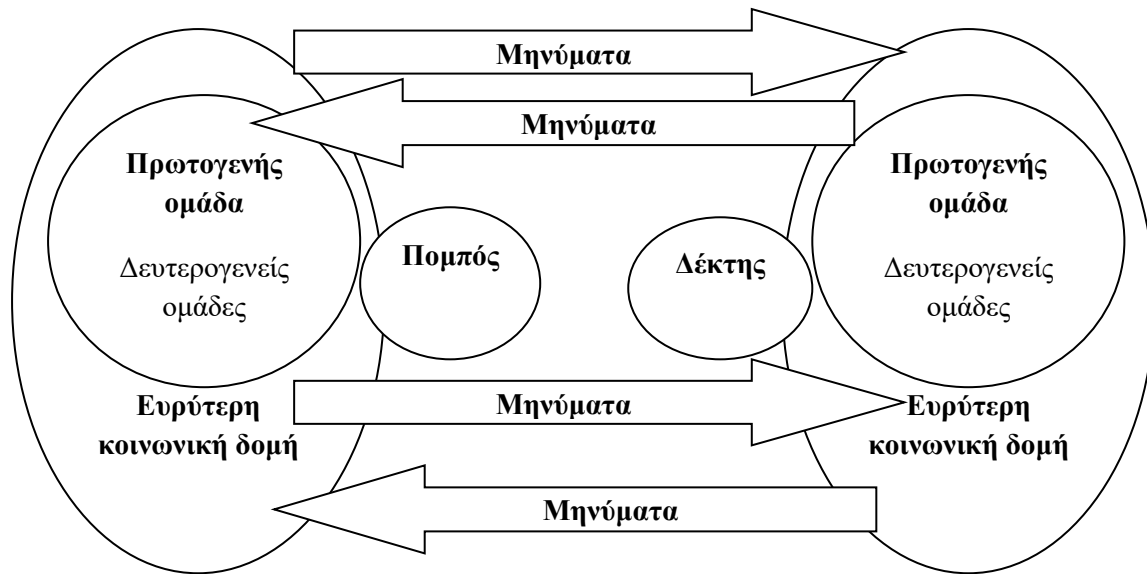 Μηνύματα
Μηνύματα
Πρωτογενής
ομάδα
Δευτερογενείς
ομάδες
Πομπός
Δέκτης
Πρωτογενής
ομάδα
Δευτερογενείς
ομάδες
Ευρύτερη
κοινωνική δομή
Μηνύματα
Ευρύτερη
κοινωνική δομή
Μηνύματα